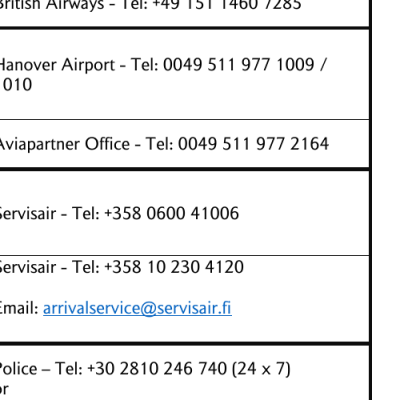 British Airways - Tel: +49 151 1460 7285
Hanover Airport - Tel: 0049 511 977 1009 /
1010
Aviapartner Office - Tel: 0049 511 977 2164
Servisair - Tel: +358 0600 41006
Servisair - Tel: +358 10 230 4120
Email: arrivalservice@servisair.fi
Police – Tel: +30 2810 246 740 (24 x 7)
or